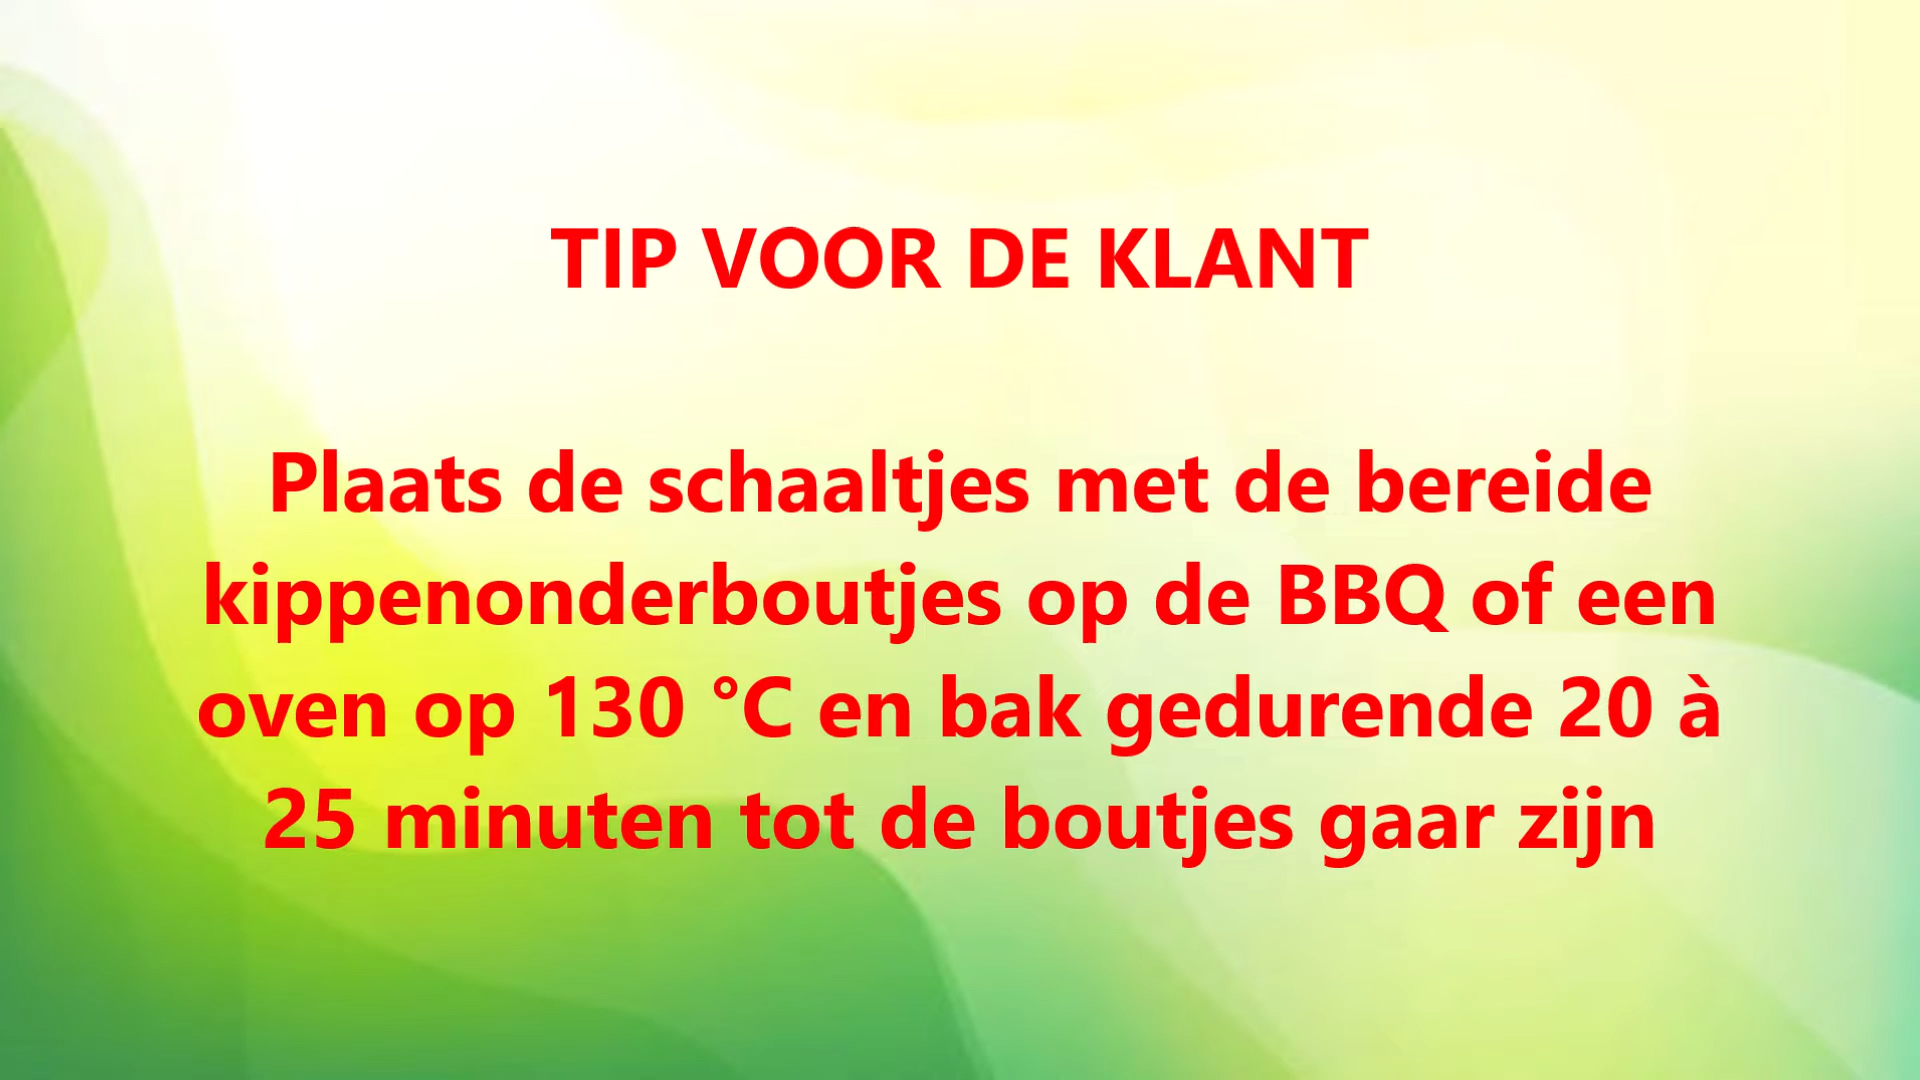 TIP VOOR DE KLANT
Plaats de schaaltjes met de bereide
kippenonderboutjes op de BBQ of een
oven op 130 °C en bak gedurende 20 à
25 minuten tot de boutjes gaar zijn